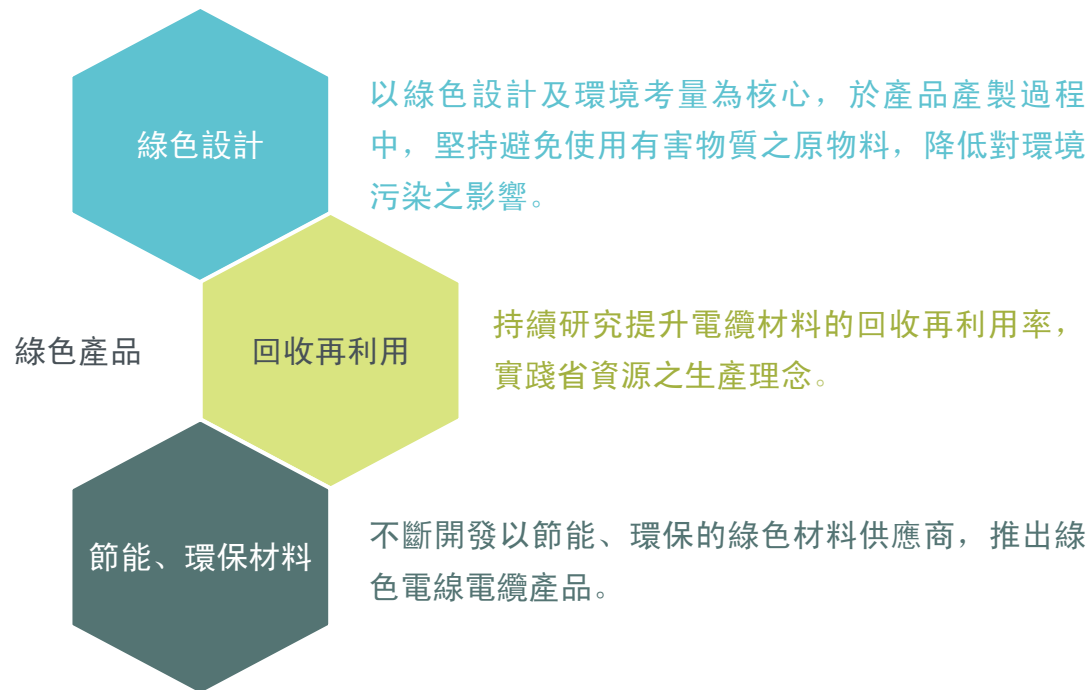 綠色設計
以綠色設計及環境考量為核心，於產品產製過程
中，堅持避免使用有害物質之原物料，降低對環境
污染之影響。
綠色產品
回收再利用
持續研究提升電纜材料的回收再利用率，
實踐省資源之生產理念。
節能、環保材料
不斷開發以節能、環保的綠色材料供應商，推出綠
色電線電纜產品。